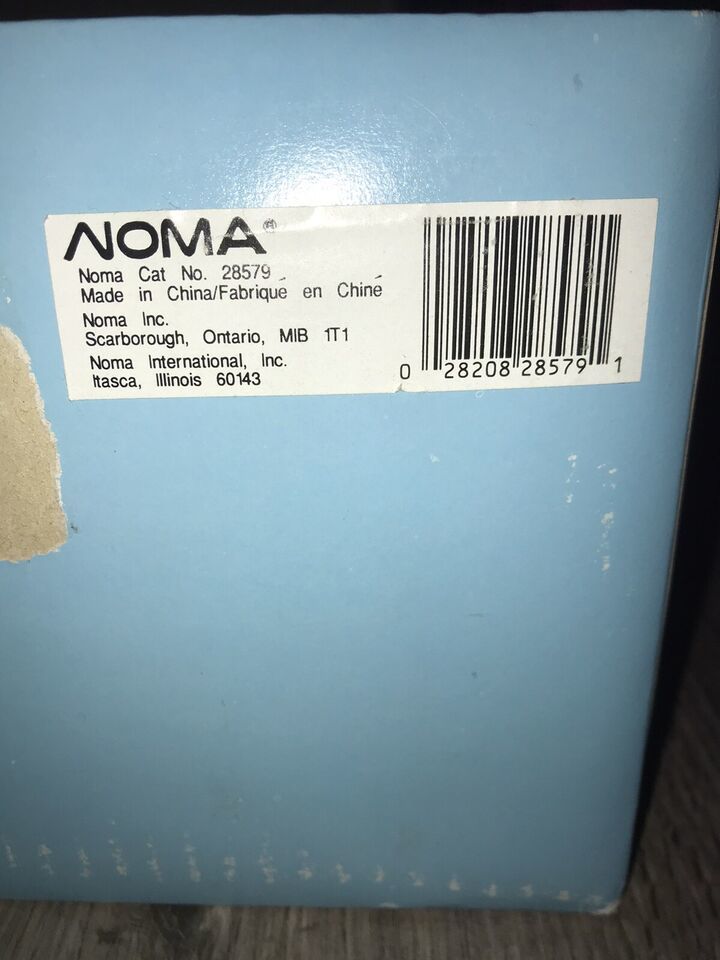 NOMA®
Noma Cat No. 28579
Made in China/Fabrique en Chine
Noma Inc.
Scarborough, Ontario, MIB 1T1
Noma International, Inc.
Itasca, Illinois 60143
0 28208 28579 1